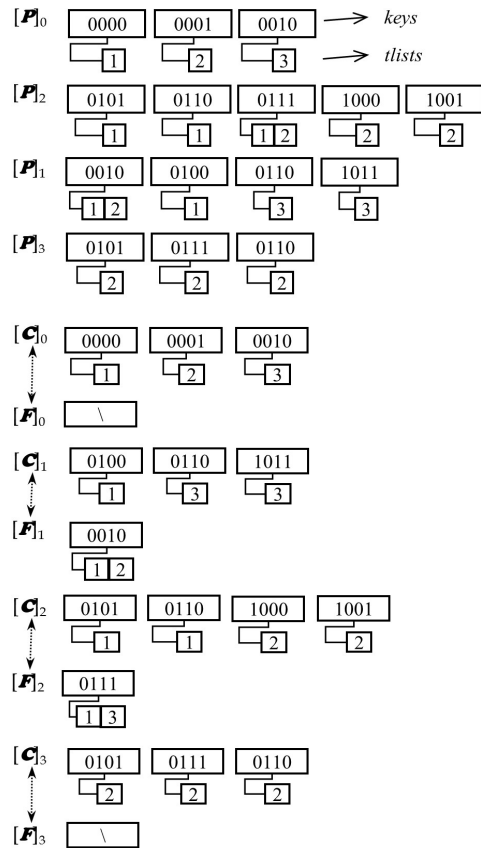 [P]0 0000 0001 0010 keys
1 2 3 tlists
[P]2 0101 0110 0111 1000 1001
1 1 1 2 2 2
[P]1 0010 0100 0110 1011
1 2 1 3 3
[P]3 0101 0111 0110
2 2 2
[C]0 0000 0001 0010
1 2 3
[F]0 \
[C]1 0100 0110 1011
1 3 3
[F]1 0010
1 2
[C]2 0101 0110 1000 1001
1 1 2 2
[F]2 0111
1 3
[C]3 0101 0111 0110
2 2 2
[F]3 \